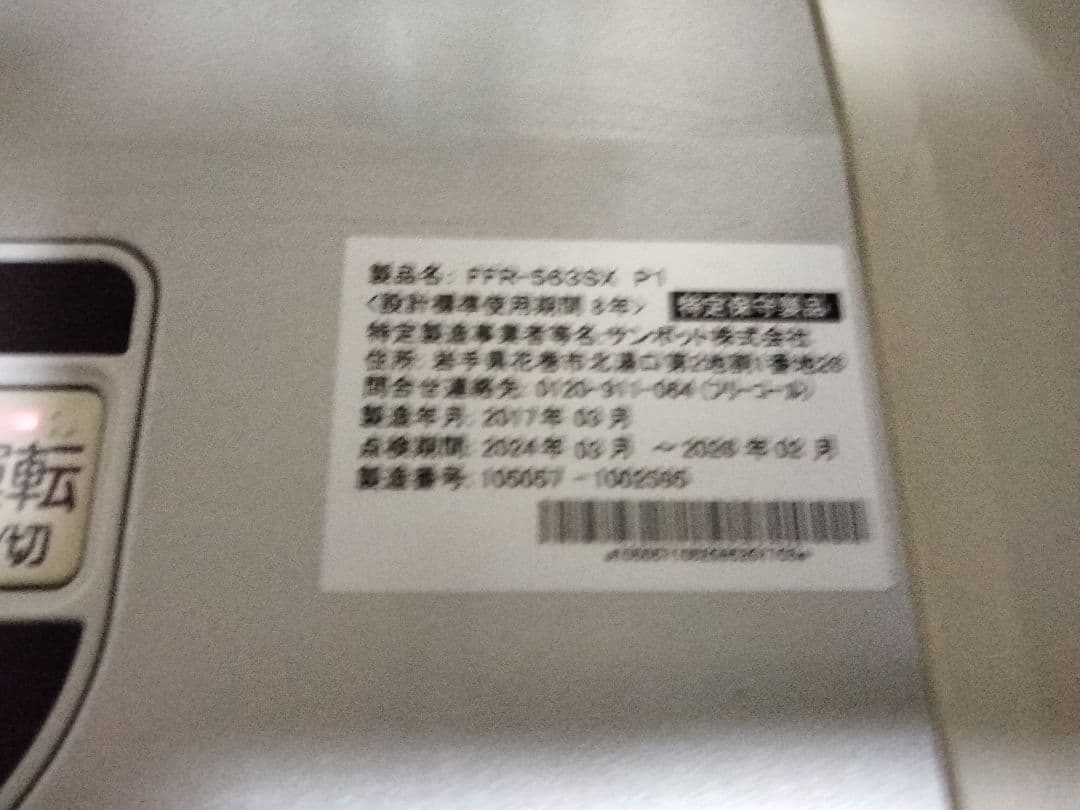 製品名: FFR-563SX P1
<設計標準使用期間 8年> 特定保守製品
特定製造事業者等名:サンポット株式会社
住所: 岩手県花巻市北湯口第2地割1番地26
問合せ連絡先: 0120-911-064 (フリーコール)
製造年月: 2017年 03月
点検期間: 2024年 03月 ～2026年 02月
製造番号:
転
/切